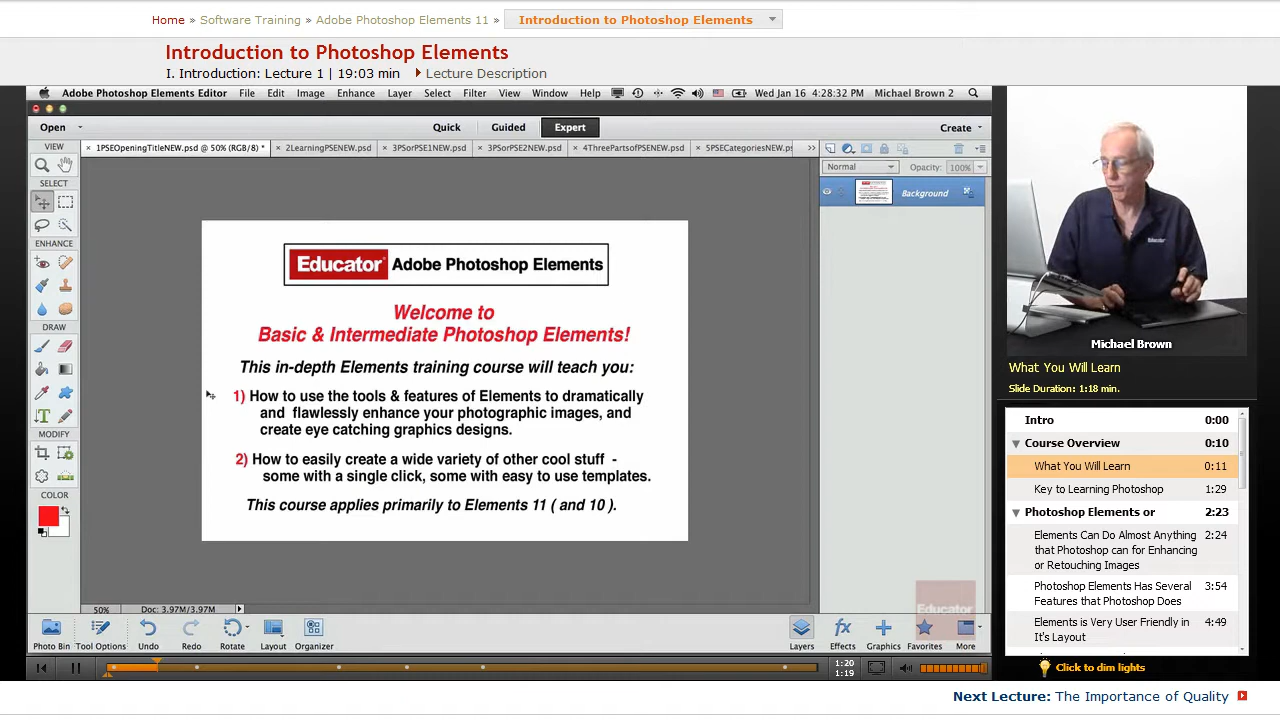 Home » Software Training » Adobe Photoshop Elements 11 » Introduction to Photoshop Elements
Introduction to Photoshop Elements
I. Introduction: Lecture 1 | 19:03 min Lecture Description
Adobe Photoshop Elements Editor File Edit Image Enhance Layer Select Filter View Window Help Wed Jan 16 4:28:32 PM Michael Brown 2
Open Quick Guided Expert Create
VIEW
× 1PSEOpeningTitleNEW.psd @ 50% (RGB/8) * × 2LearningPSENEW.psd × 3PSorPSE1NEW.psd × 3PSorPSE2NEW.psd × 4ThreePartsofPSENEW.psd × 5PSECategoriesNEW.ps >>
Normal Opacity: 100%
Background
SELECT
ENHANCE
DRAW
MODIFY
COLOR
Educator Adobe Photoshop Elements
Welcome to
Basic & Intermediate Photoshop Elements!
This in-depth Elements training course will teach you:
1) How to use the tools & features of Elements to dramatically
and flawlessly enhance your photographic images, and
create eye catching graphics designs.
2) How to easily create a wide variety of other cool stuff -
some with a single click, some with easy to use templates.
This course applies primarily to Elements 11 ( and 10 ).
50% Doc: 3.97M/3.97M
Educator
Photo Bin Tool Options Undo Redo Rotate Layout Organizer Layers Effects Graphics Favorites More
1:20
1:19
Educator
Michael Brown
What You Will Learn
Slide Duration: 1:18 min.
Intro 0:00
Course Overview 0:10
What You Will Learn 0:11
Key to Learning Photoshop 1:29
Photoshop Elements or 2:23
Elements Can Do Almost Anything 2:24
that Photoshop can for Enhancing
or Retouching Images
Photoshop Elements Has Several 3:54
Features that Photoshop Does
Elements is Very User Friendly in 4:49
It's Layout
Click to dim lights
Next Lecture: The Importance of Quality